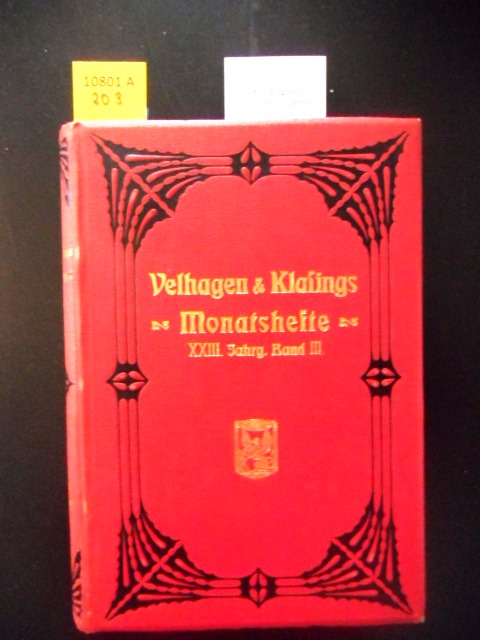 10801 A
20 3
Velhagen & Klaſings
Monatshefte
XXIII. Jahrg. Band III.